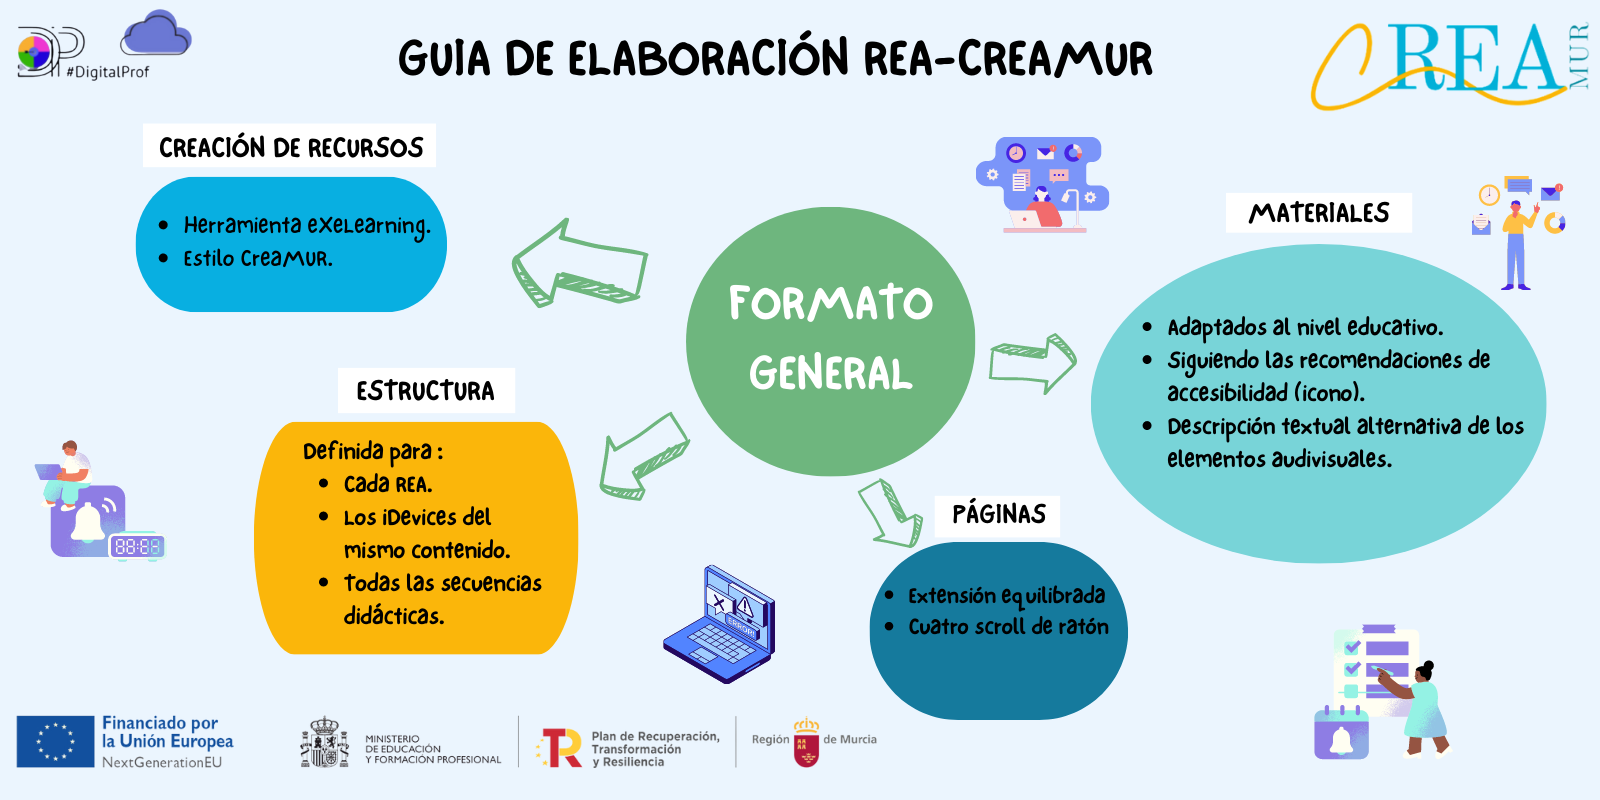 #DigitalProf
GUIA DE ELABORACIÓN REA-CREAMUR
CREA
MUR
CREACIÓN DE RECURSOS
• Herramienta eXeLearning.
• Estilo CreaMUR.
FORMATO
GENERAL
MATERIALES
• Adaptados al nivel educativo.
• Siguiendo las recomendaciones de
accesibilidad (icono).
• Descripción textual alternativa de los
elementos audivisuales.
ESTRUCTURA
Definida para :
• Cada REA.
• Los iDevices del
mismo contenido.
• Todas las secuencias
didácticas.
PÁGINAS
• Extensión equilibrada
• Cuatro scroll de ratón
ERROR!
Financiado por
la Unión Europea
NextGenerationEU
MINISTERIO
DE EDUCACIÓN
Y FORMACIÓN PROFESIONAL
Plan de Recuperación,
Transformación
y Resiliencia
Región de Murcia